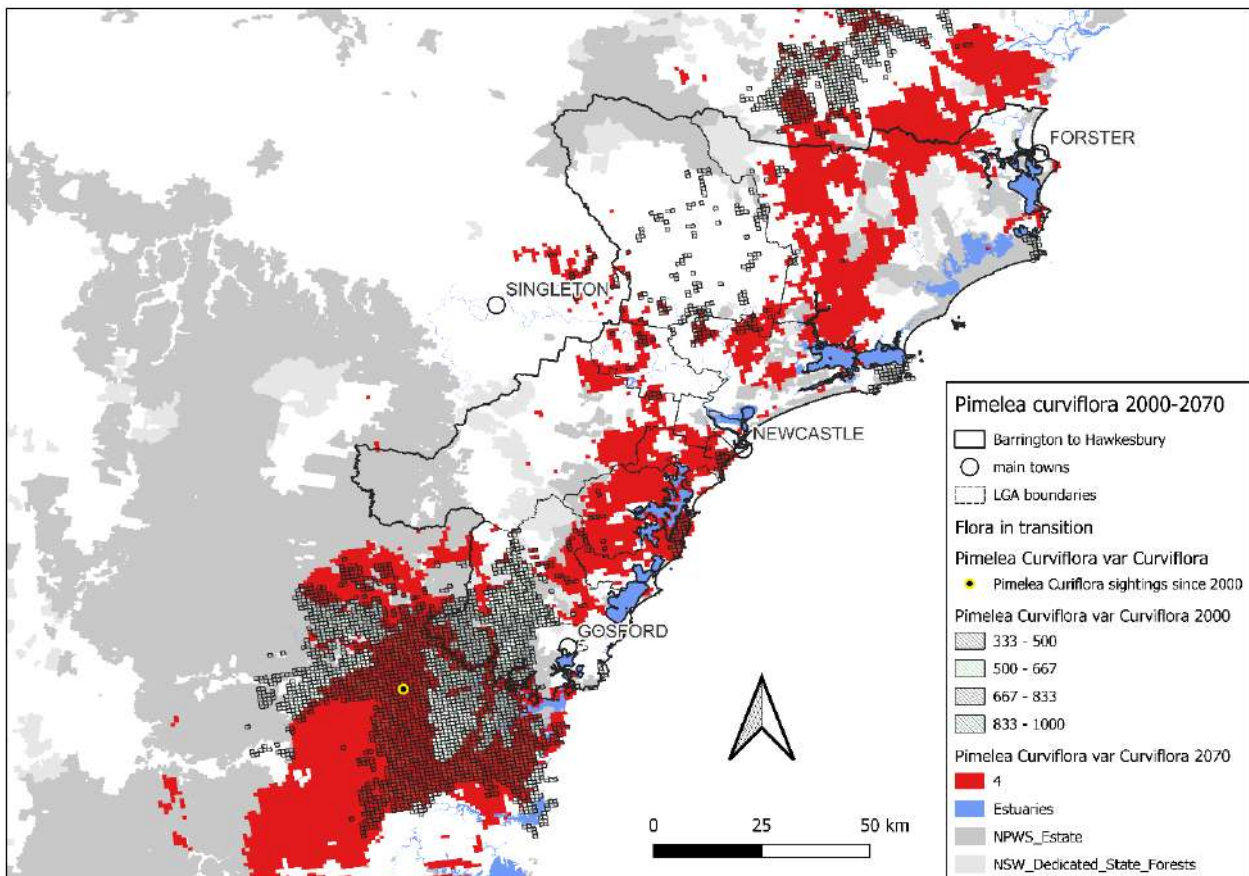 FORSTER
SINGLETON
NEWCASTLE
GOSFORD
0 25 50 km
Pimelea curviflora 2000-2070
Barrington to Hawkesbury
main towns
LGA boundaries
Flora in transition
Pimelea Curviflora var Curviflora
Pimelea Curiflora sightings since 2000
Pimelea Curviflora var Curviflora 2000
333 - 500
500 - 667
667 - 833
833 - 1000
Pimelea Curviflora var Curviflora 2070
4
Estuaries
NPWS_Estate
NSW_Dedicated_State_Forests